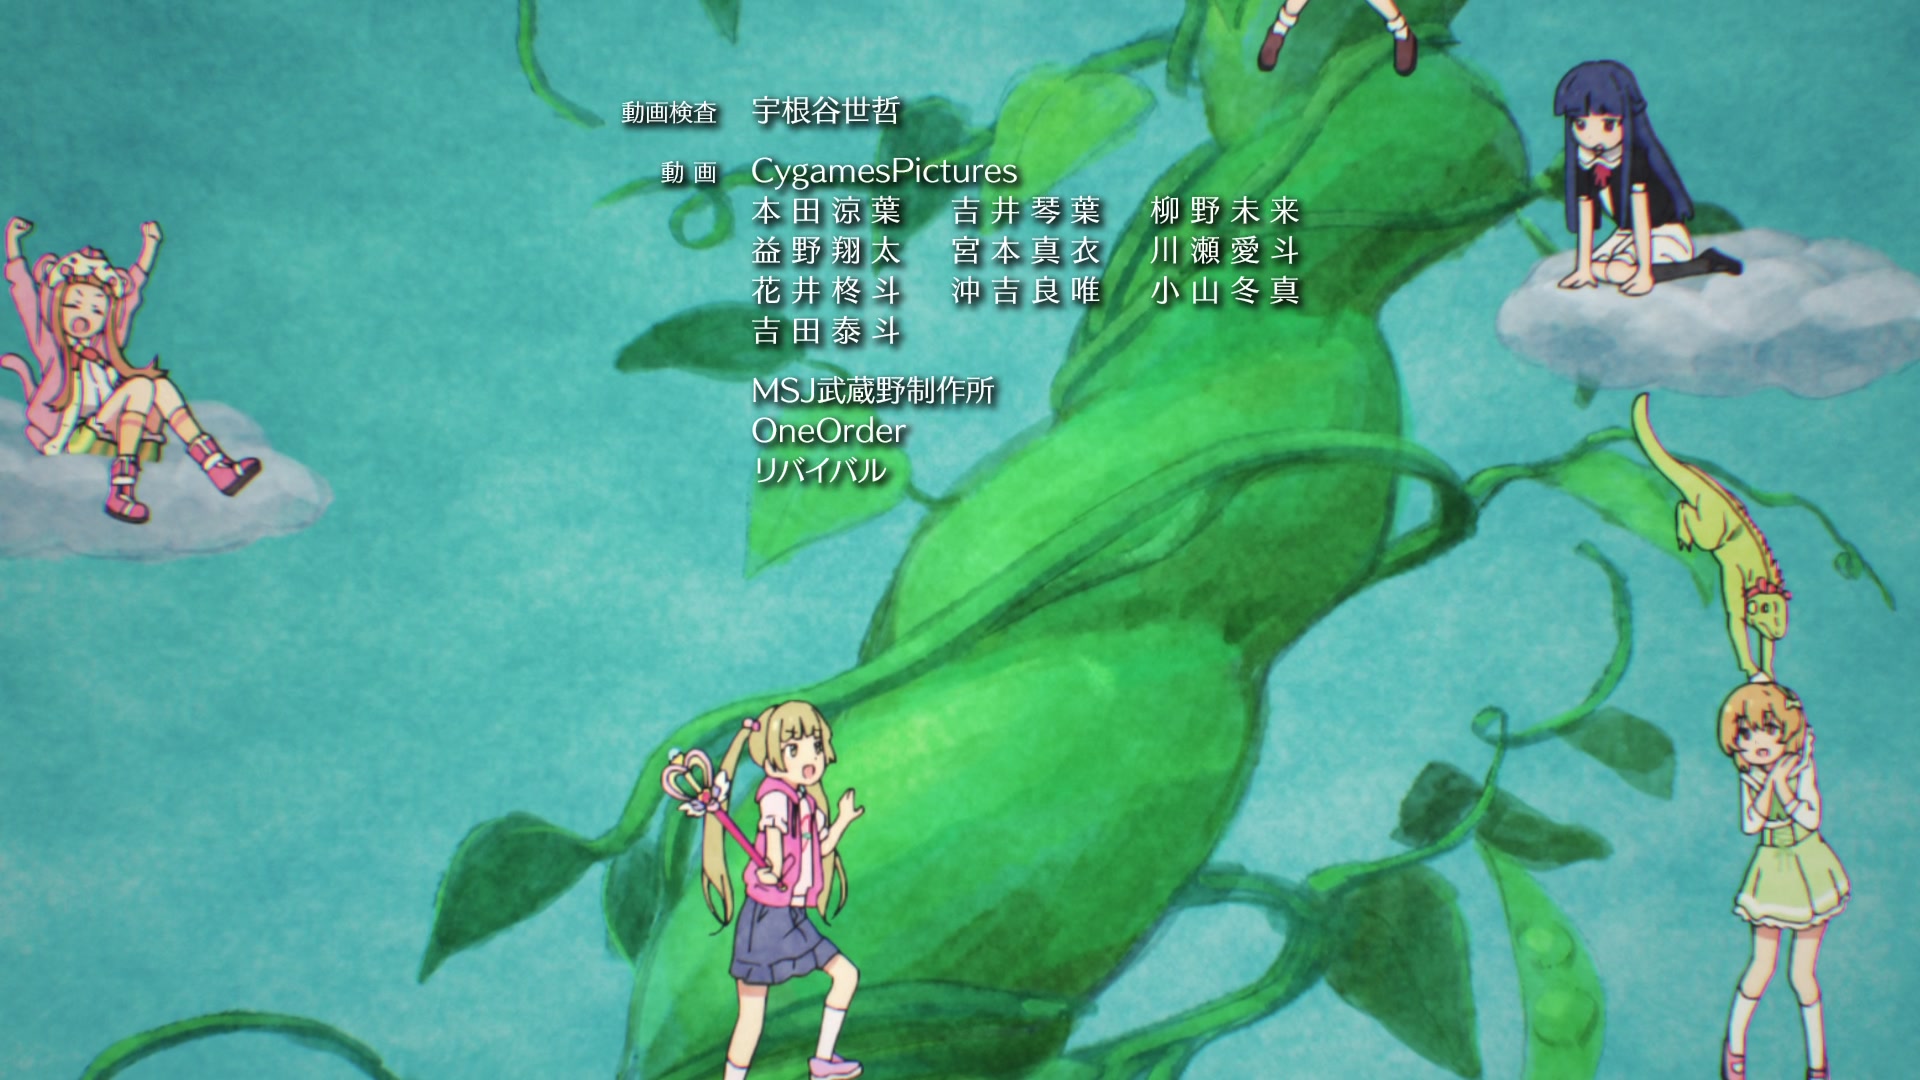 動画検査 宇根谷世哲
動画 CygamesPictures
本田涼葉 吉井琴葉 柳野未来
益野翔太 宮本真衣 川瀬愛斗
花井柊斗 沖吉良唯 小山冬真
吉田泰斗
MSJ武蔵野制作所
OneOrder
リバイバル